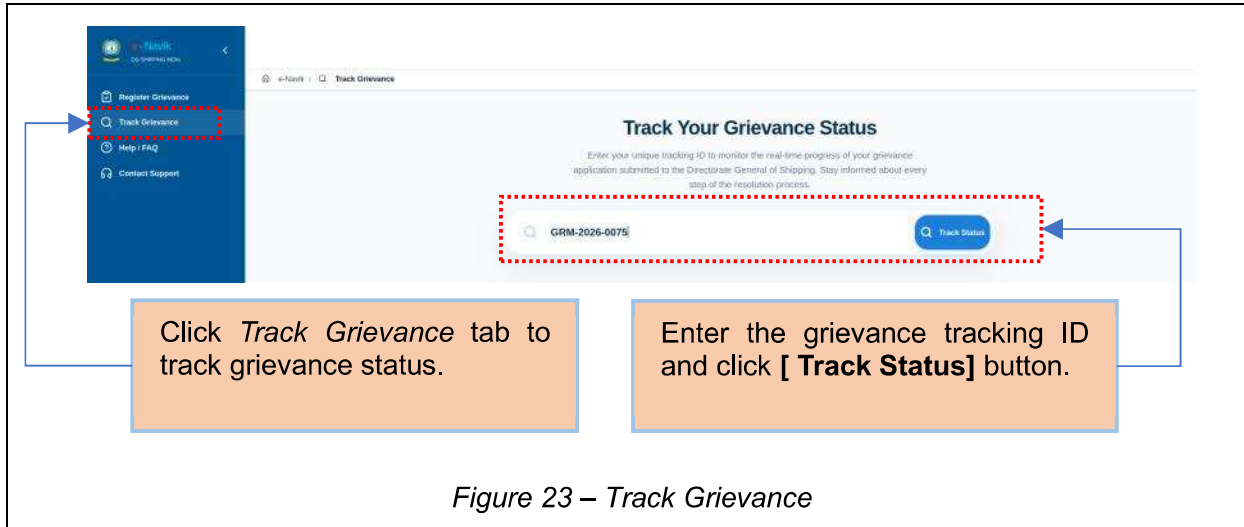 e-Navik
DG SHIPPING INDIA
e-Navik
Track Grievance
Register Grievance
Track Grievance
Help / FAQ
Contact Support
Track Your Grievance Status
Enter your unique tracking ID to monitor the real-time progress of your grievance
application submitted to the Directorate General of Shipping. Stay informed about every
step of the resolution process.
GRM-2026-0075
Track Status
Click Track Grievance tab to
track grievance status.
Enter the grievance tracking ID
and click [ Track Status] button.
Figure 23 – Track Grievance